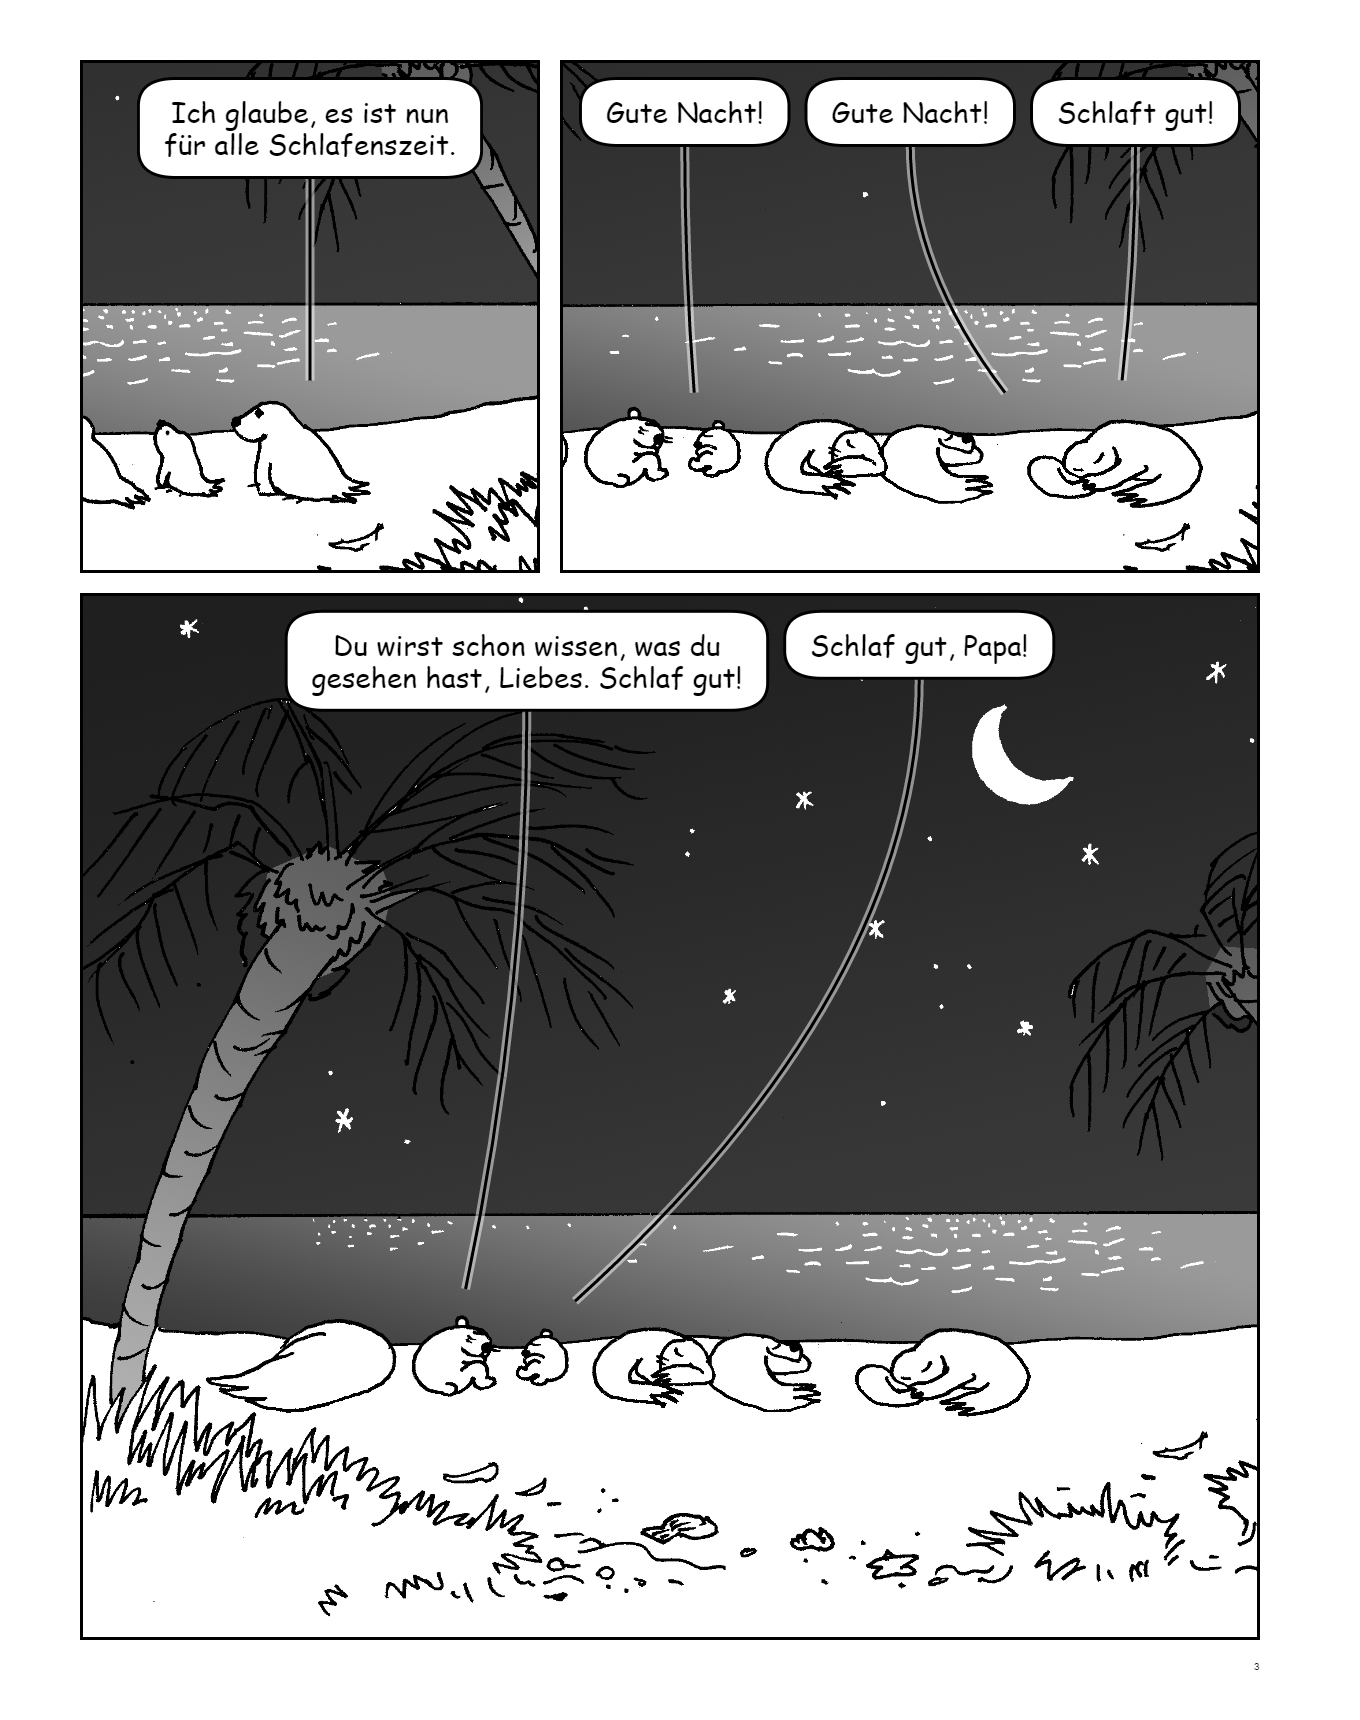 Ich glaube, es ist nun
für alle Schlafenszeit.
Gute Nacht!
Gute Nacht!
Schlaft gut!
Du wirst schon wissen, was du
gesehen hast, Liebes. Schlaf gut!
Schlaf gut, Papa!
3